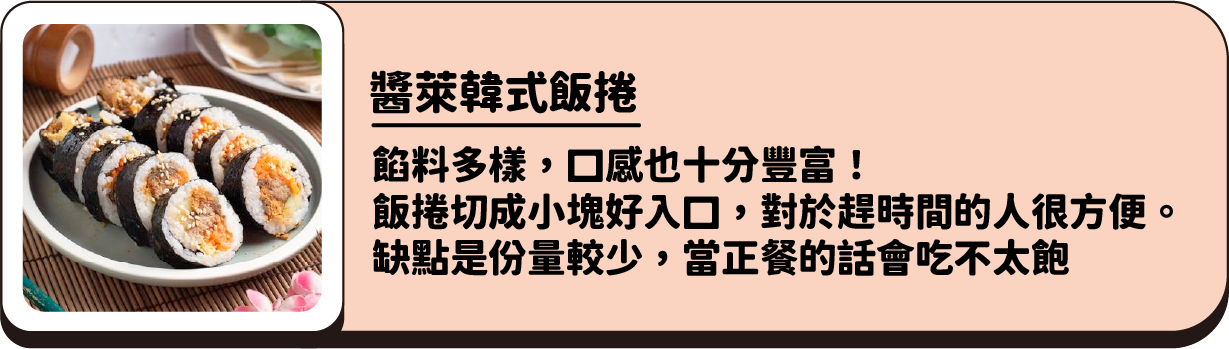 醬萊韓式飯捲
餡料多樣，口感也十分豐富！
飯捲切成小塊好入口，對於趕時間的人很方便。
缺點是份量較少，當正餐的話會吃不太飽